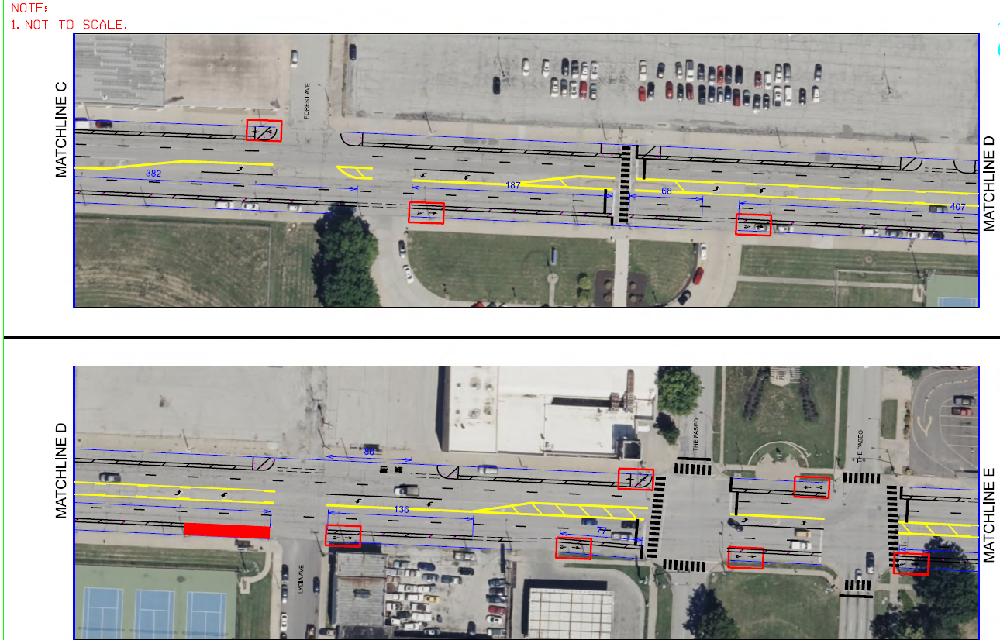 NOTE:
1. NOT TO SCALE.
MATCHLINE C
FOREST AVE
382
187
68
407
MATCHLINE D
MATCHLINE D
80
THE PASEO
THE PASEO
136
77
LYDIA AVE
MATCHLINE E